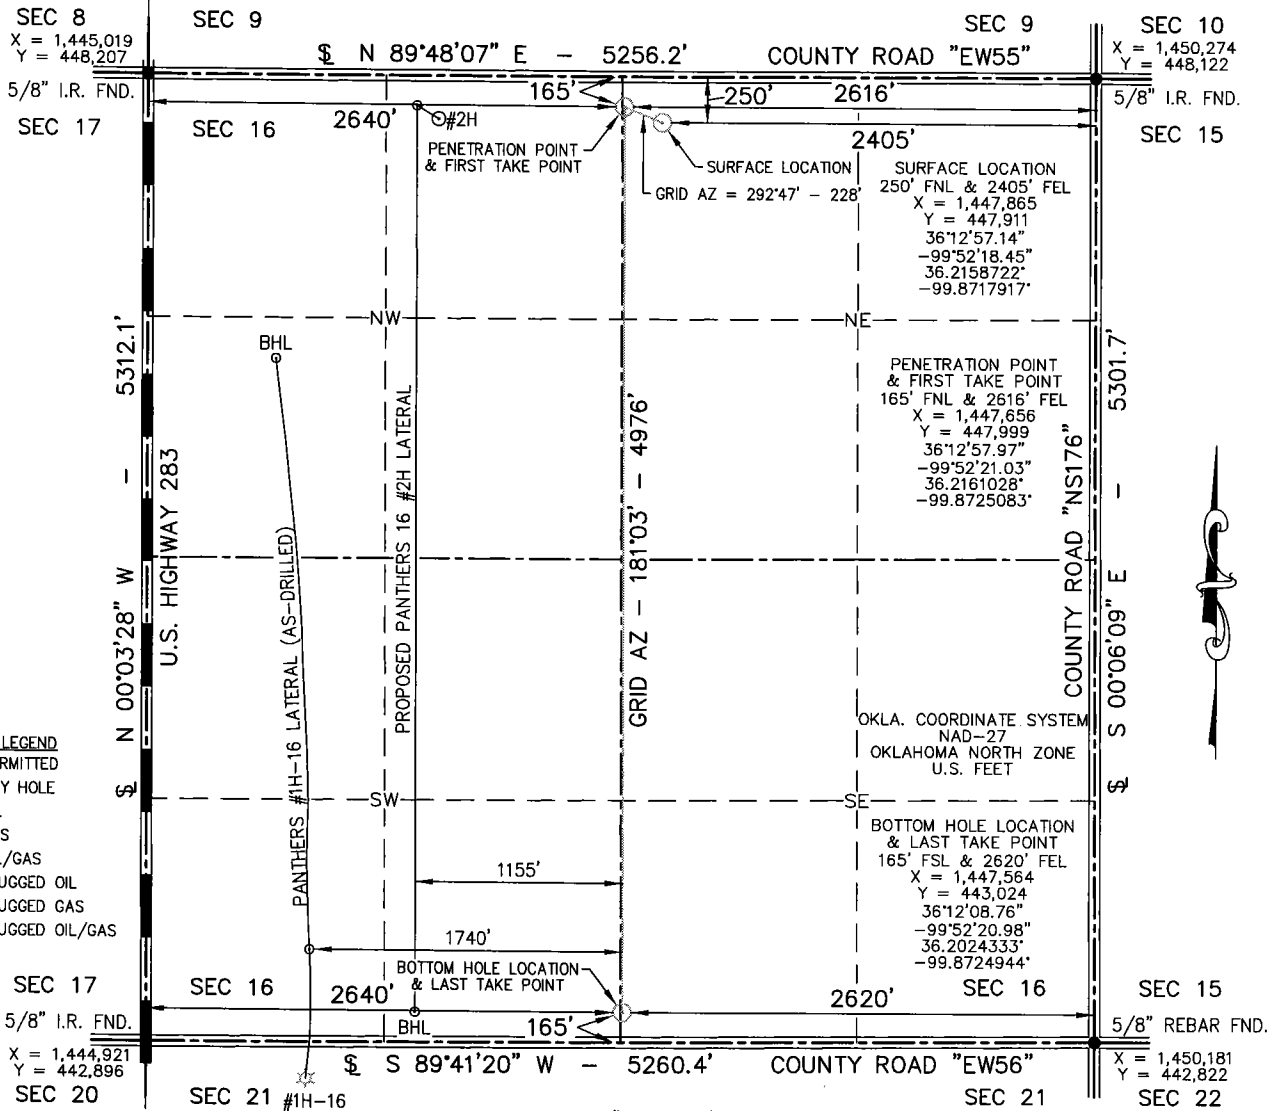 SEC 8
SEC 9
SEC 9
SEC 10
X = 1,445,019
Y = 448,207
℄ N 89°48'07" E – 5256.2'
COUNTY ROAD "EW55"
X = 1,450,274
Y = 448,122
5/8" I.R. FND.
165'
250'
2616'
5/8" I.R. FND.
SEC 17
SEC 16
2640'
#2H
2405'
SEC 15
PENETRATION POINT
& FIRST TAKE POINT
SURFACE LOCATION
GRID AZ = 292°47' – 228'
SURFACE LOCATION
250' FNL & 2405' FEL
X = 1,447,865
Y = 447,911
36°12'57.14"
-99°52'18.45"
36.2158722°
-99.8717917°
NW
NE
BHL
5312.1'
–
N 00°03'28" W
℄
U.S. HIGHWAY 283
PANTHERS #1H-16 LATERAL (AS-DRILLED)
PROPOSED PANTHERS 16 #2H LATERAL
GRID AZ – 181°03' – 4976'
PENETRATION POINT
& FIRST TAKE POINT
165' FNL & 2616' FEL
X = 1,447,656
Y = 447,999
36°12'57.97"
-99°52'21.03"
36.2161028°
-99.8725083°
COUNTY ROAD "NS176"
℄ S 00°06'09" E – 5301.7'
OKLA. COORDINATE SYSTEM
NAD-27
OKLAHOMA NORTH ZONE
U.S. FEET
LEGEND
RMITTED
Y HOLE
S
L/GAS
UGGED OIL
UGGED GAS
UGGED OIL/GAS
SW
SE
BOTTOM HOLE LOCATION
& LAST TAKE POINT
165' FSL & 2620' FEL
X = 1,447,564
Y = 443,024
36°12'08.76"
-99°52'20.98"
36.2024333°
-99.8724944°
1155'
1740'
BOTTOM HOLE LOCATION
& LAST TAKE POINT
SEC 17
SEC 16
2640'
2620'
SEC 16
SEC 15
5/8" I.R. FND.
BHL
165'
5/8" REBAR FND.
X = 1,444,921
Y = 442,896
℄ S 89°41'20" W – 5260.4'
COUNTY ROAD "EW56"
X = 1,450,181
Y = 442,822
SEC 20
SEC 21
#1H-16
SEC 21
SEC 22